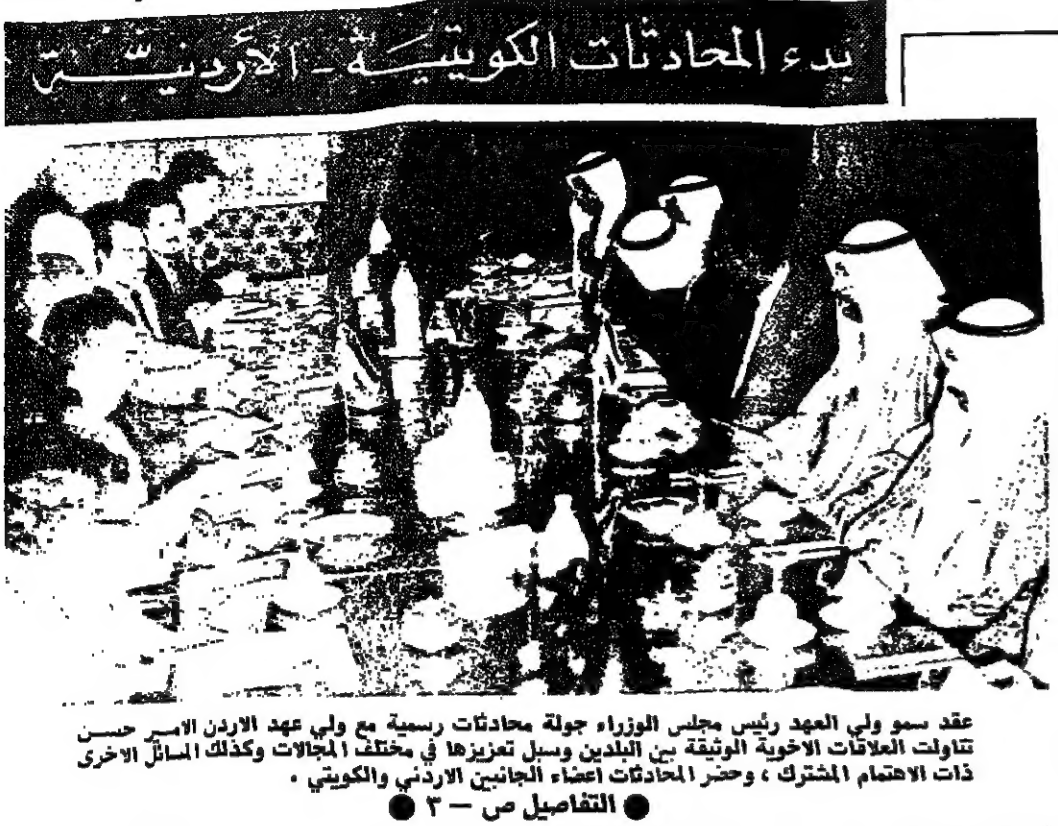 بدء المحادثات الكويتيـة - الأردنيـة
عقد سمو ولي العهد رئيس مجلس الوزراء جولة محادثات رسمية مع ولي عهد الاردن الامير حسن
تناولت العلاقات الاخوية الوثيقة بين البلدين وسبل تعزيزها في مختلف المجالات وكذلك المسائل الاخرى
ذات الاهتمام المشترك ، وحضر المحادثات اعضاء الجانبين الاردني والكويتي .
● التفاصيل ص — ٣ ●